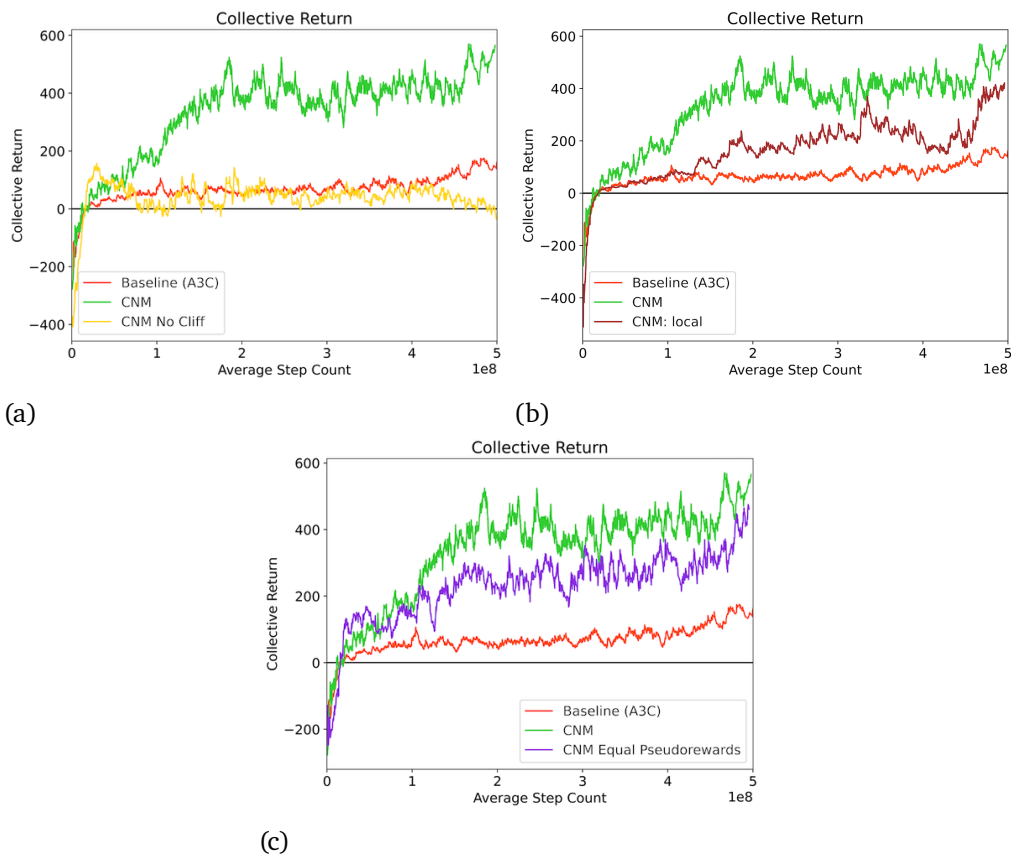 Collective Return
600
400
200
0
−200
−400
Collective Return
Baseline (A3C)
CNM
CNM No Cliff
0
1
2
3
4
5
Average Step Count
1e8
(a)
Collective Return
600
400
200
0
−200
−400
Collective Return
Baseline (A3C)
CNM
CNM: local
0
1
2
3
4
5
Average Step Count
1e8
(b)
Collective Return
600
400
200
0
−200
Collective Return
Baseline (A3C)
CNM
CNM Equal Pseudorewards
0
1
2
3
4
5
Average Step Count
1e8
(c)